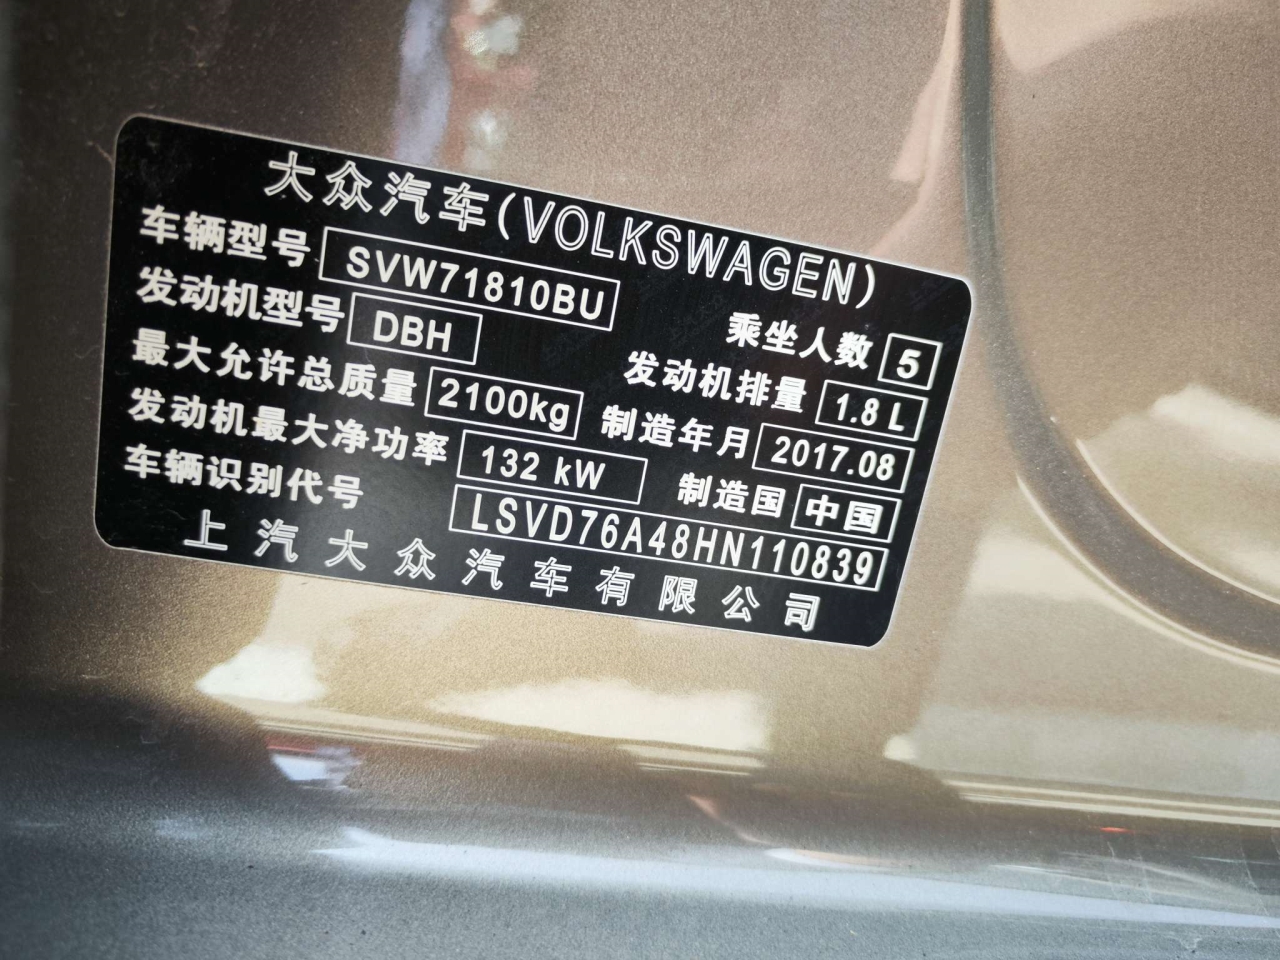 大众汽车(VOLKSWAGEN)
车辆型号 SVW71810BU
乘坐人数 5
发动机型号 DBH
发动机排量 1.8 L
最大允许总质量 2100kg
制造年月 2017.08
发动机最大净功率 132 kW
制造国 中国
车辆识别代号 LSVD76A48HN110839
上汽大众汽车有限公司